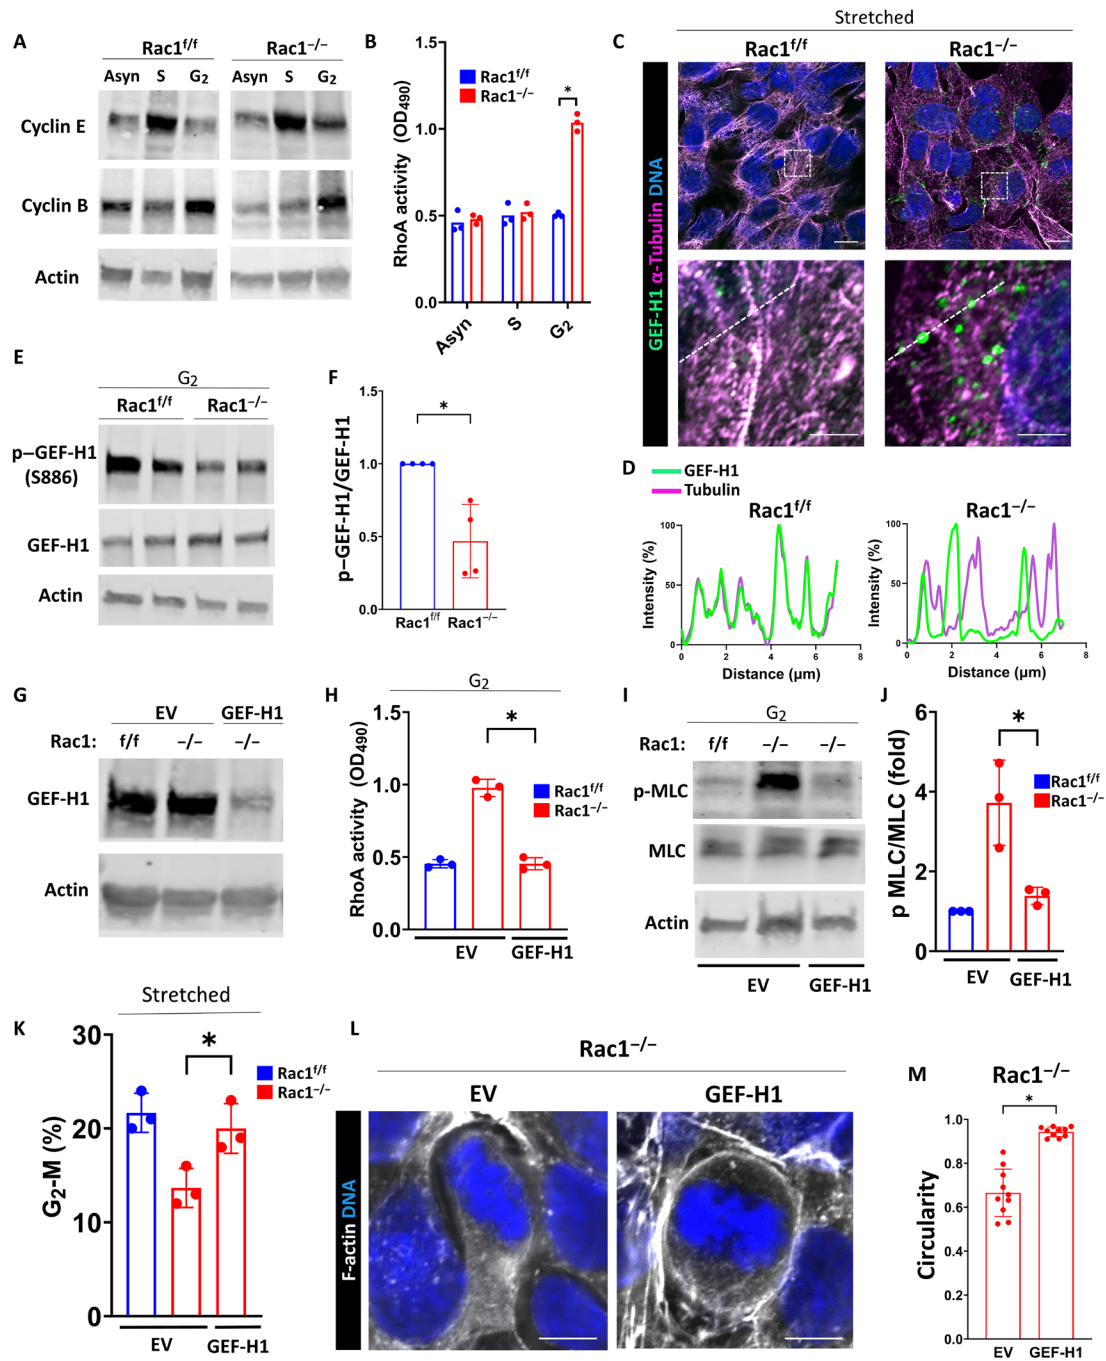 A
Rac1f/f Rac1−/−
Asyn S G2 Asyn S G2
Cyclin E
Cyclin B
Actin
B
RhoA activity (OD490)
1.5
1.0
0.5
0.0
Rac1f/f
Rac1−/−
*
Asyn S G2
Stretched
C
Rac1f/f Rac1−/−
GEF-H1 α-Tubulin DNA
D
GEF-H1
Tubulin
Rac1f/f
Intensity (%)
100
50
0
0 2 4 6 8
Distance (µm)
Rac1−/−
Intensity (%)
100
50
0
0 2 4 6 8
Distance (µm)
E
G2
Rac1f/f Rac1−/−
p–GEF-H1
(S886)
GEF-H1
Actin
F
p–GEF-H1/GEF-H1
1.5
1.0
0.5
0.0
*
Rac1f/f Rac1−/−
G
EV GEF-H1
Rac1: f/f −/− −/−
GEF-H1
Actin
H
G2
RhoA activity (OD490)
1.5
1.0
0.5
0.0
*
Rac1f/f
Rac1−/−
EV GEF-H1
I
G2
Rac1: f/f −/− −/−
p-MLC
MLC
Actin
EV GEF-H1
J
p MLC/MLC (fold)
6
4
2
0
*
Rac1f/f
Rac1−/−
EV GEF-H1
K
Stretched
G2-M (%)
30
20
10
0
*
Rac1f/f
Rac1−/−
EV GEF-H1
L
Rac1−/−
EV GEF-H1
F-actin DNA
M
Rac1−/−
*
Circularity
1.0
0.8
0.6
0.4
0.2
0.0
EV GEF-H1